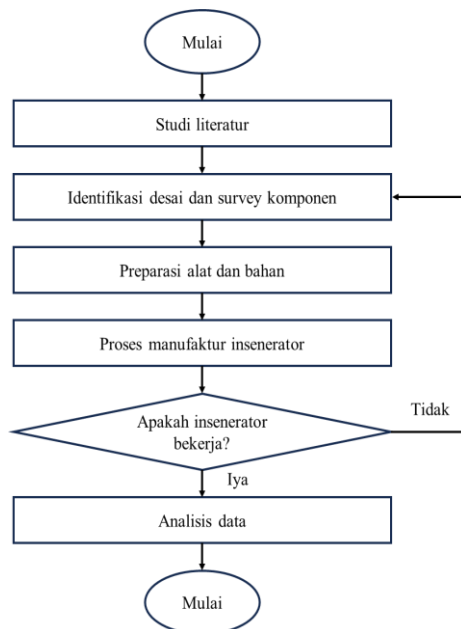 Mulai
Studi literatur
Identifikasi desai dan survey komponen
Preparasi alat dan bahan
Proses manufaktur insenerator
Apakah insenerator
bekerja?
Tidak
Iya
Analisis data
Mulai